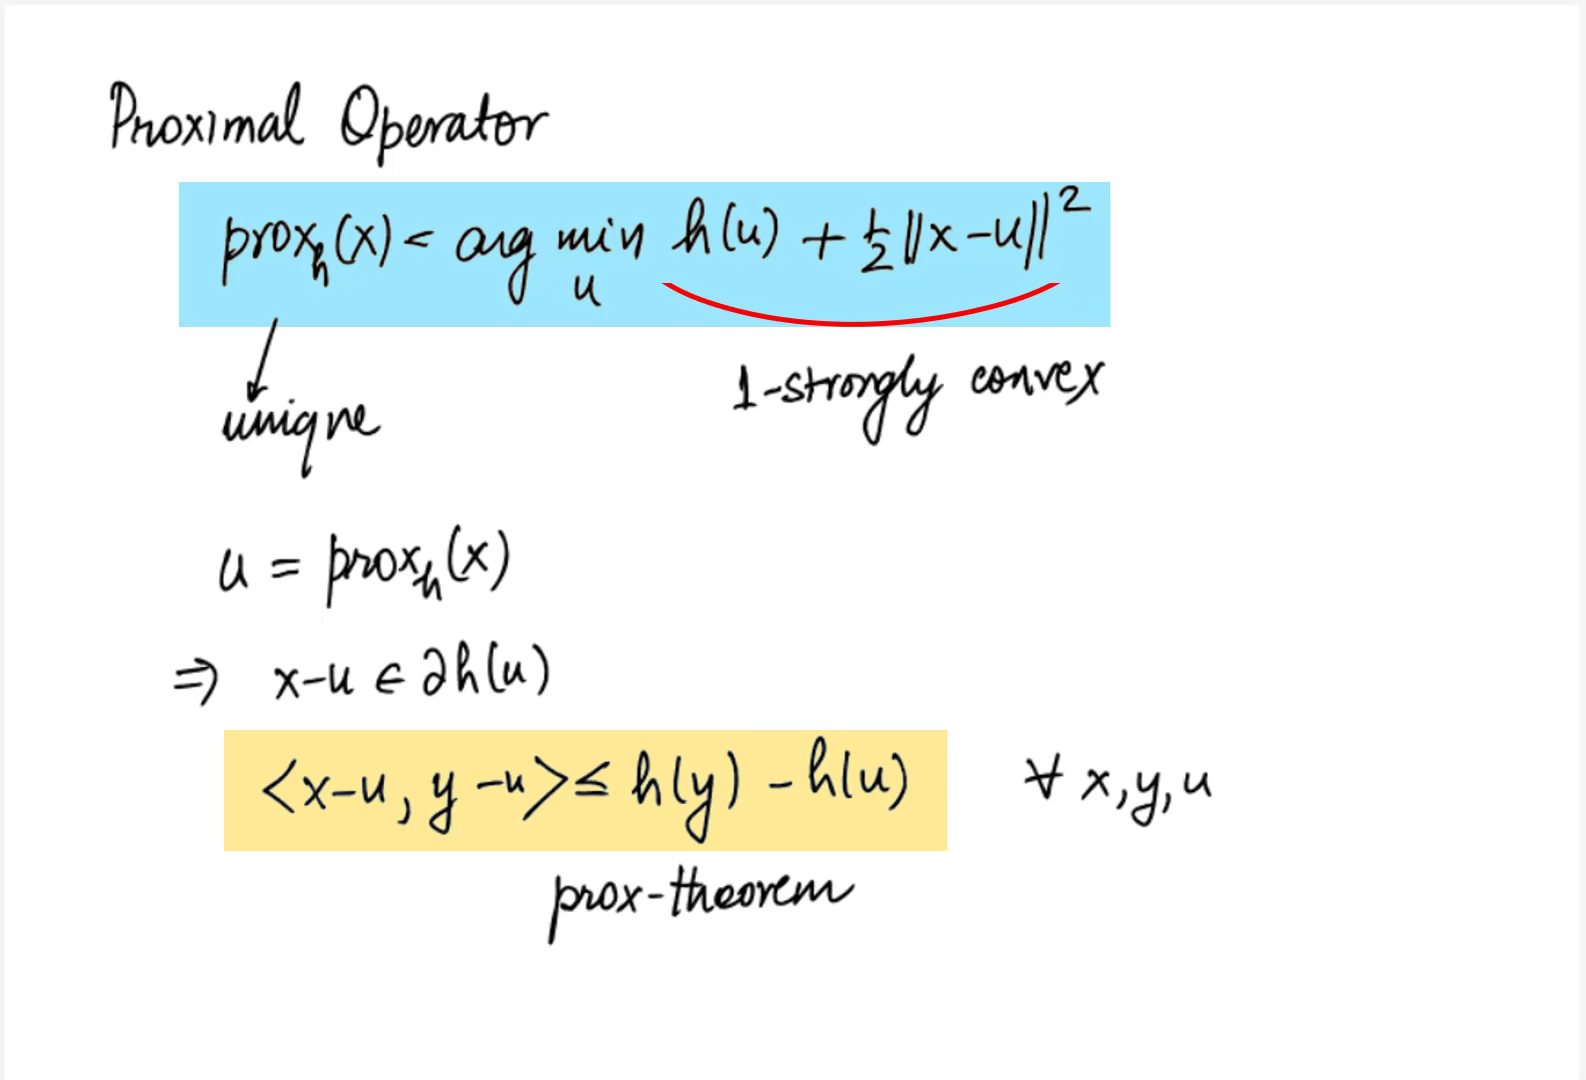 Proximal Operator
prox_h(x) = arg min_u h(u) + 1/2 ||x-u||^2
unique
1-strongly convex
u = prox_h(x)
⇒ x-u ∈ ∂h(u)
<x-u, y-u> ≤ h(y) - h(u) ∀ x,y,u
prox-theorem